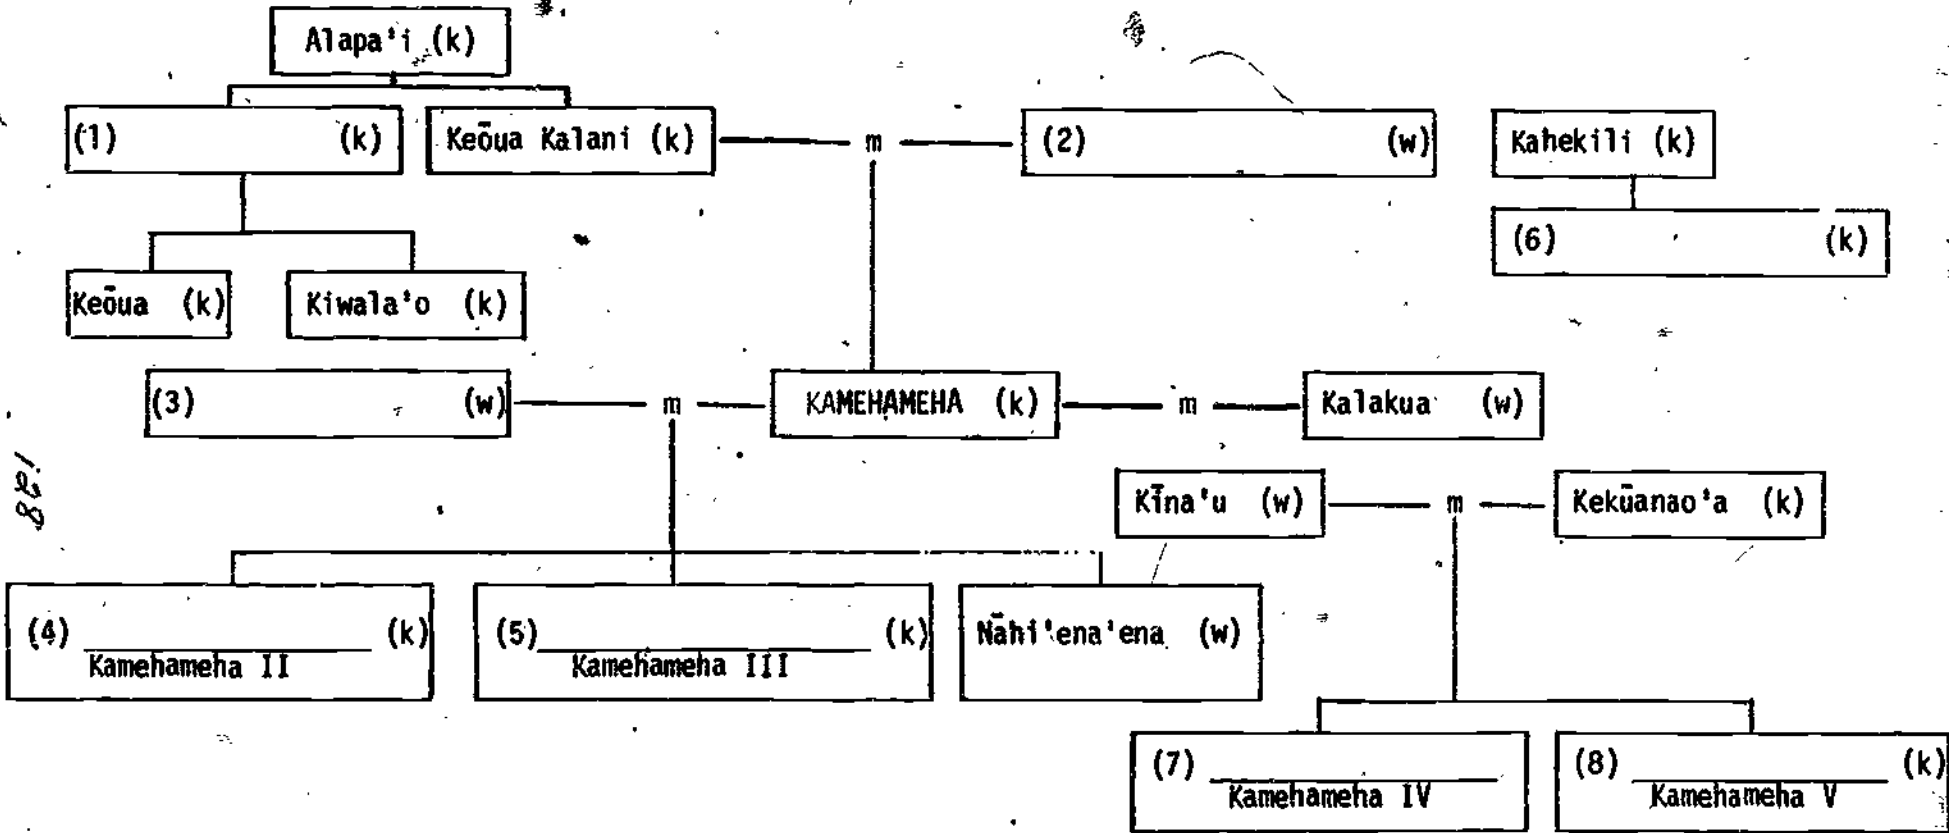 Alapa'i (k)
(1) (k)
Keōua Kalani (k)
m
(2) (w)
Kahekili (k)
(6) (k)
Keōua (k)
Kiwala'o (k)
(3) (w)
m
KAMEHAMEHA (k)
m
Kalakua (w)
Kīna'u (w)
m
Kekūanao'a (k)
(4) (k)
Kamehameha II
(5) (k)
Kamehameha III
Nāhi'ena'ena (w)
(7)
Kamehameha IV
(8) (k)
Kamehameha V